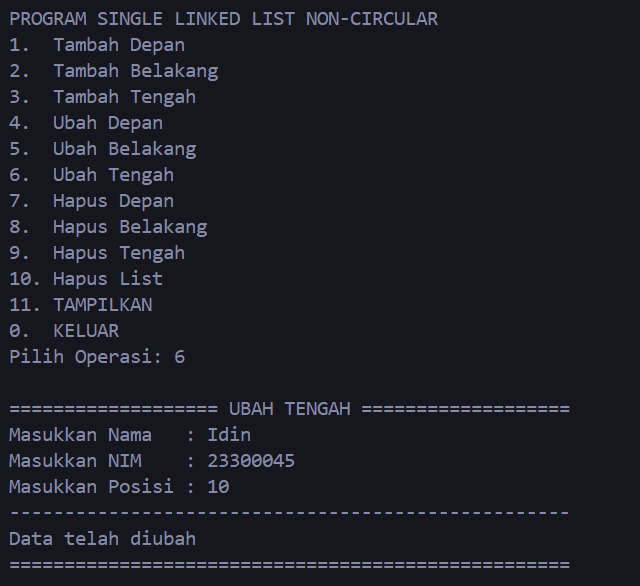 PROGRAM SINGLE LINKED LIST NON-CIRCULAR
1.  Tambah Depan
2.  Tambah Belakang
3.  Tambah Tengah
4.  Ubah Depan
5.  Ubah Belakang
6.  Ubah Tengah
7.  Hapus Depan
8.  Hapus Belakang
9.  Hapus Tengah
10. Hapus List
11. TAMPILKAN
0.  KELUAR
Pilih Operasi: 6
=================== UBAH TENGAH ===================
Masukkan Nama   : Idin
Masukkan NIM    : 23300045
Masukkan Posisi : 10
---------------------------------------------------
Data telah diubah
===================================================